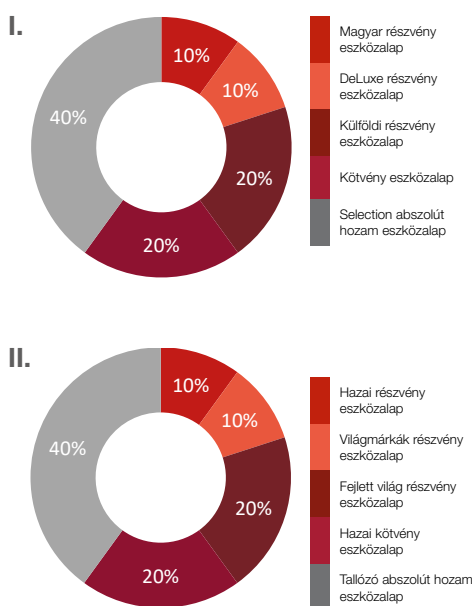 I.
10%
10%
20%
20%
40%
Magyar részvény
eszközalap
DeLuxe részvény
eszközalap
Külföldi részvény
eszközalap
Kötvény eszközalap
Selection abszolút
hozam eszközalap
II.
10%
10%
20%
20%
40%
Hazai részvény
eszközalap
Világmárkák részvény
eszközalap
Fejlett világ részvény
eszközalap
Hazai kötvény
eszközalap
Tallózó abszolút hozam
eszközalap